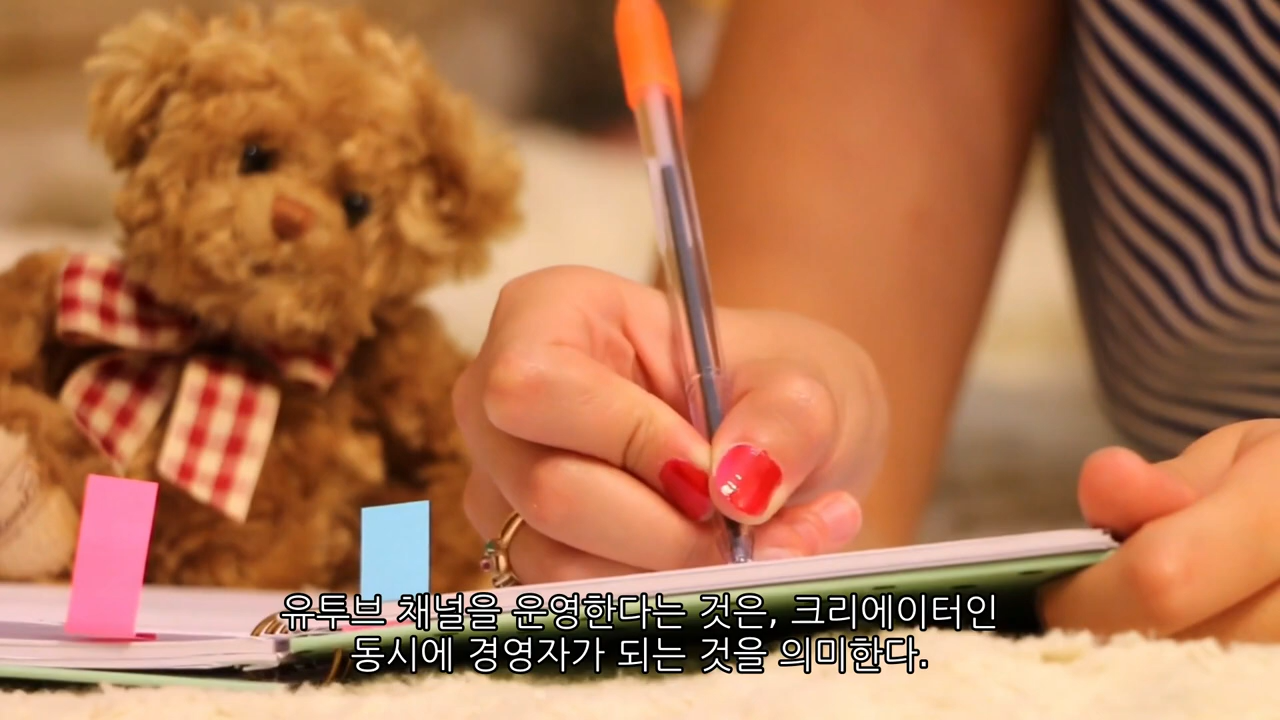 유투브 채널을 운영한다는 것은, 크리에이터인
동시에 경영자가 되는 것을 의미한다.